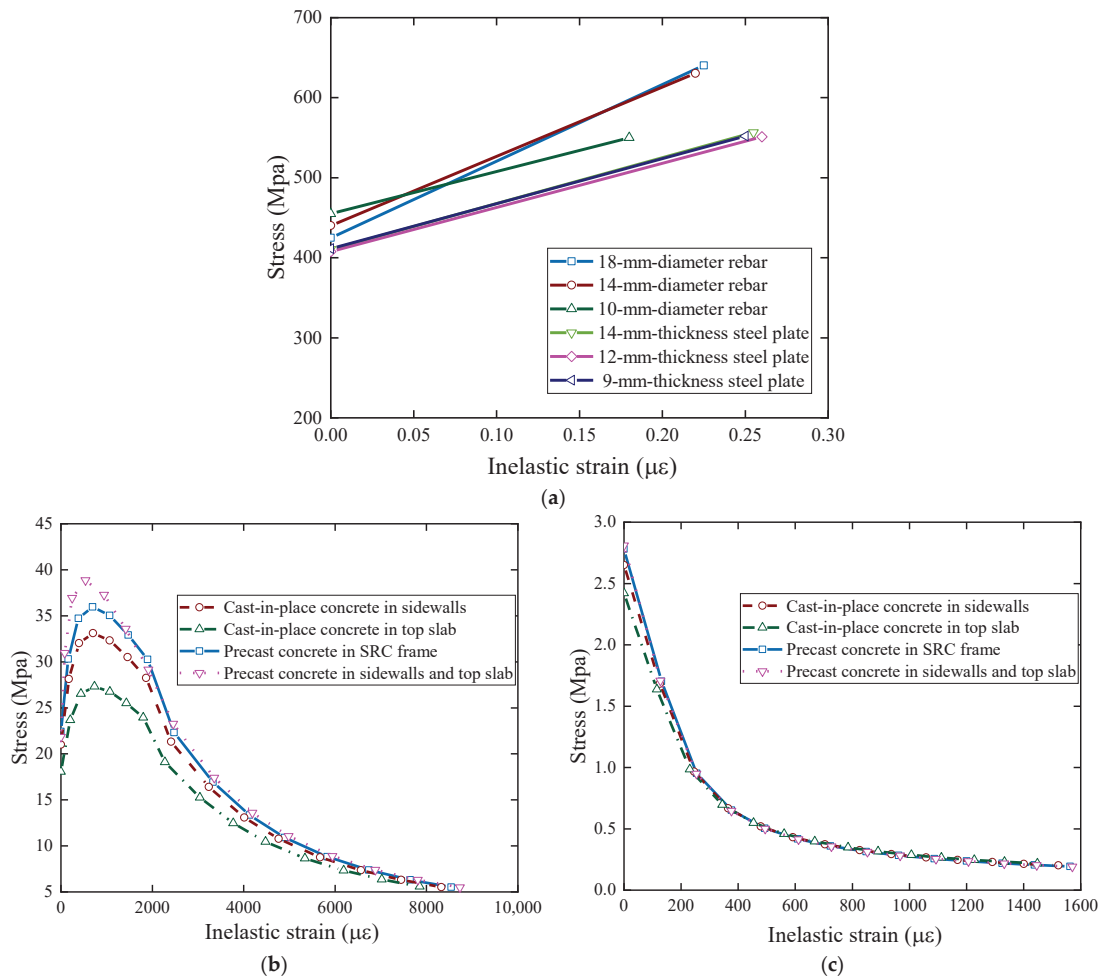 700
600
500
400
300
200
Stress (Mpa)
18-mm-diameter rebar
14-mm-diameter rebar
10-mm-diameter rebar
14-mm-thickness steel plate
12-mm-thickness steel plate
9-mm-thickness steel plate
0.00 0.05 0.10 0.15 0.20 0.25 0.30
Inelastic strain (με)
(a)
45
40
35
30
25
20
15
10
5
Stress (Mpa)
Cast-in-place concrete in sidewalls
Cast-in-place concrete in top slab
Precast concrete in SRC frame
Precast concrete in sidewalls and top slab
0 2000 4000 6000 8000 10,000
Inelastic strain (με)
(b)
3.0
2.5
2.0
1.5
1.0
0.5
0.0
Stress (Mpa)
Cast-in-place concrete in sidewalls
Cast-in-place concrete in top slab
Precast concrete in SRC frame
Precast concrete in sidewalls and top slab
0 200 400 600 800 1000 1200 1400 1600
Inelastic strain (με)
(c)